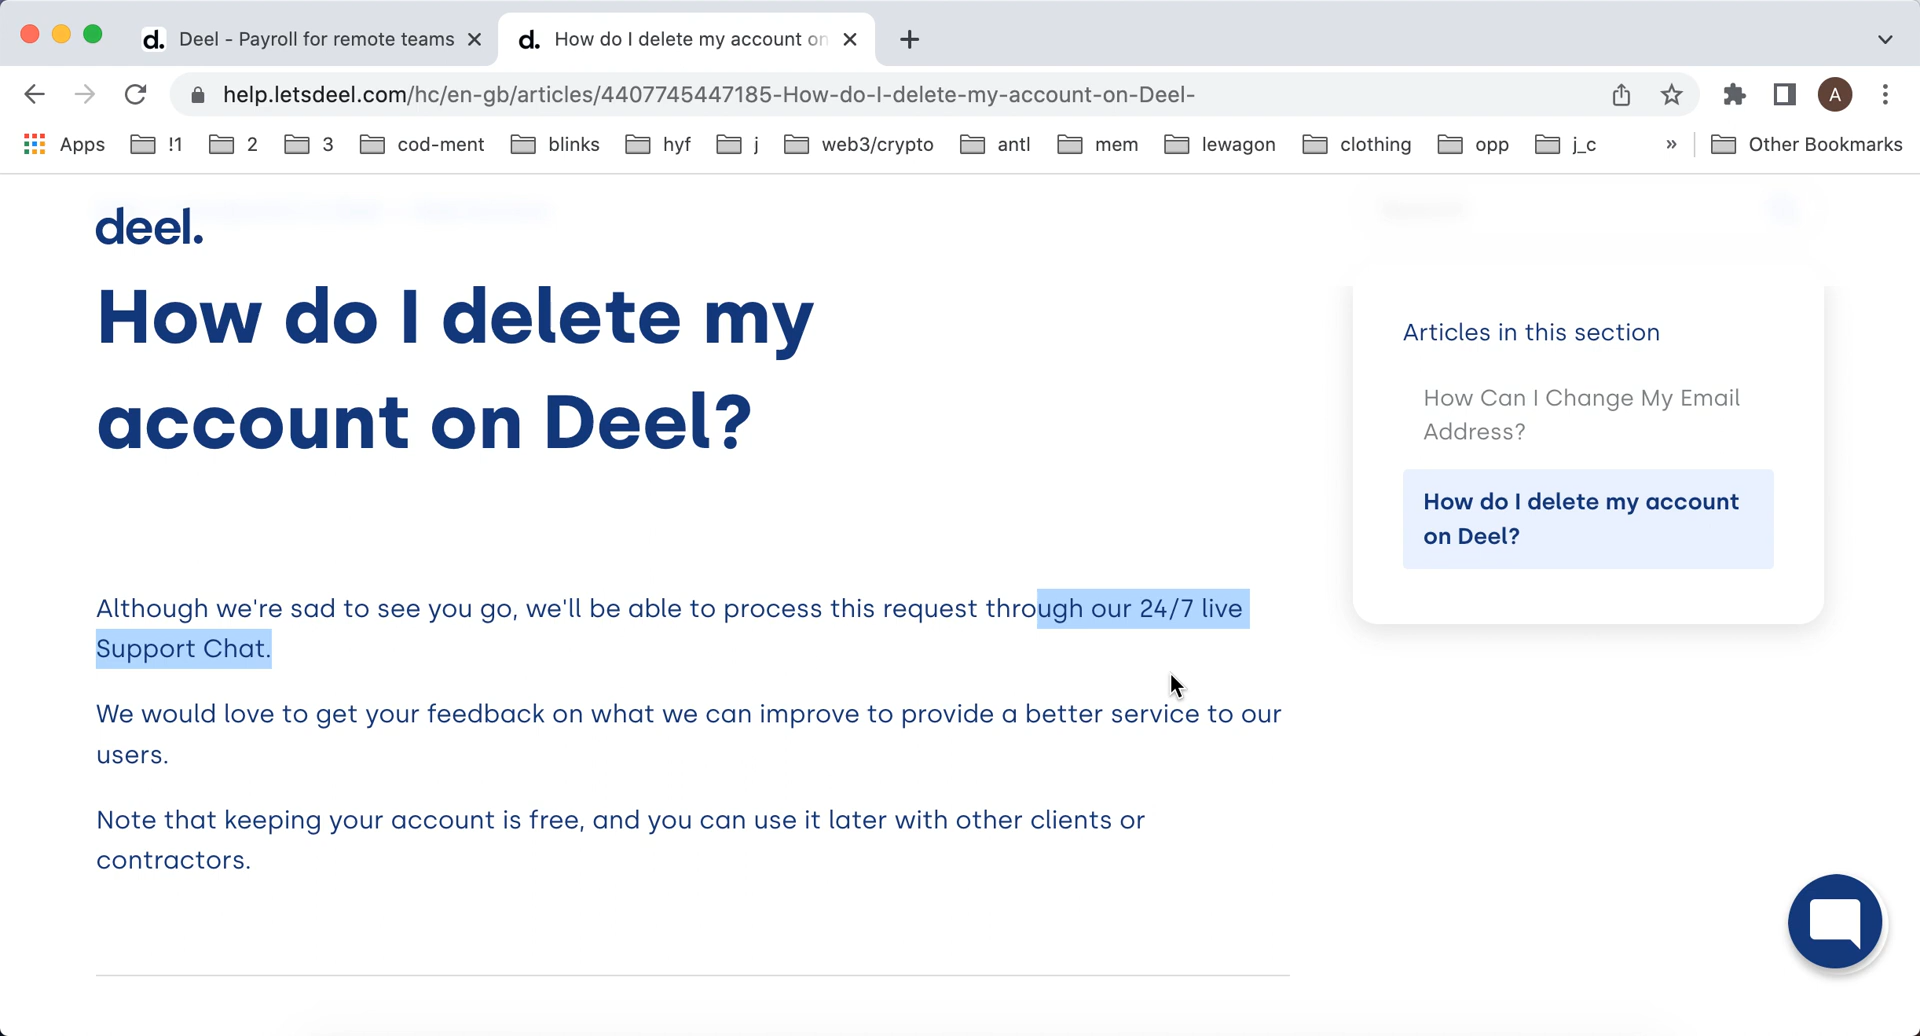 d. Deel - Payroll for remote teams
d. How do I delete my account on
help.letsdeel.com/hc/en-gb/articles/4407745447185-How-do-I-delete-my-account-on-Deel-
A
Apps !1 2 3 cod-ment blinks hyf j web3/crypto antl mem lewagon clothing opp j_c » Other Bookmarks
deel.
How do I delete my
account on Deel?
Although we're sad to see you go, we'll be able to process this request through our 24/7 live
Support Chat.
We would love to get your feedback on what we can improve to provide a better service to our
users.
Note that keeping your account is free, and you can use it later with other clients or
contractors.
Articles in this section
How Can I Change My Email
Address?
How do I delete my account
on Deel?